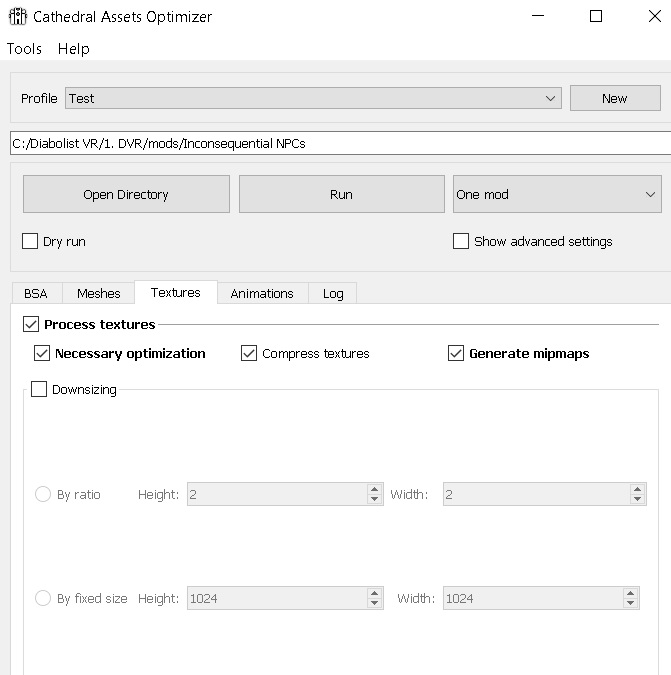 Cathedral Assets Optimizer
Tools Help
Profile Test New
C:/Diabolist VR/1. DVR/mods/Inconsequential NPCs
Open Directory Run One mod
Dry run Show advanced settings
BSA Meshes Textures Animations Log
Process textures
Necessary optimization Compress textures Generate mipmaps
Downsizing
By ratio Height: 2 Width: 2
By fixed size Height: 1024 Width: 1024